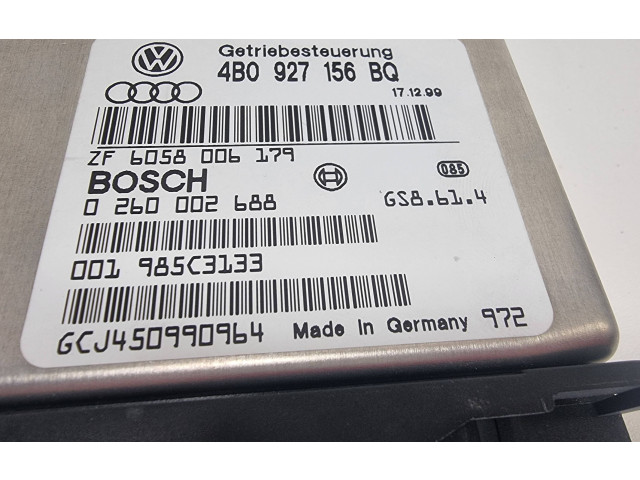 Getriebesteuerung
4B0 927 156 BQ
17.12.99
ZF 6058 006 179
BOSCH
085
0 260 002 688
GS8.61.4
001 985C3133
GCJ450990964 Made in Germany 972